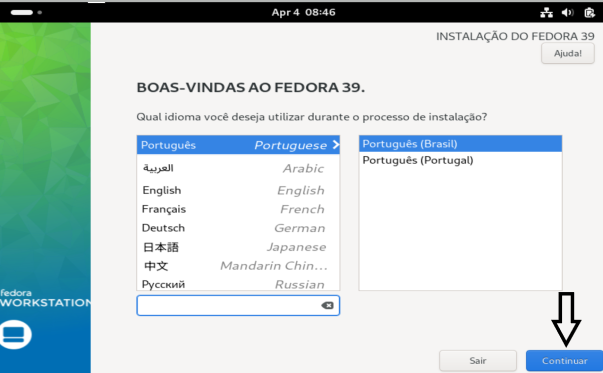 Apr 4 08:46
INSTALAÇÃO DO FEDORA 39
Ajuda!
BOAS-VINDAS AO FEDORA 39.
Qual idioma você deseja utilizar durante o processo de instalação?
Português Portuguese
العربية Arabic
English English
Français French
Deutsch German
日本語 Japanese
中文 Mandarin Chin...
Русский Russian
Português (Brasil)
Português (Portugal)
fedora
WORKSTATION
Sair
Continuar